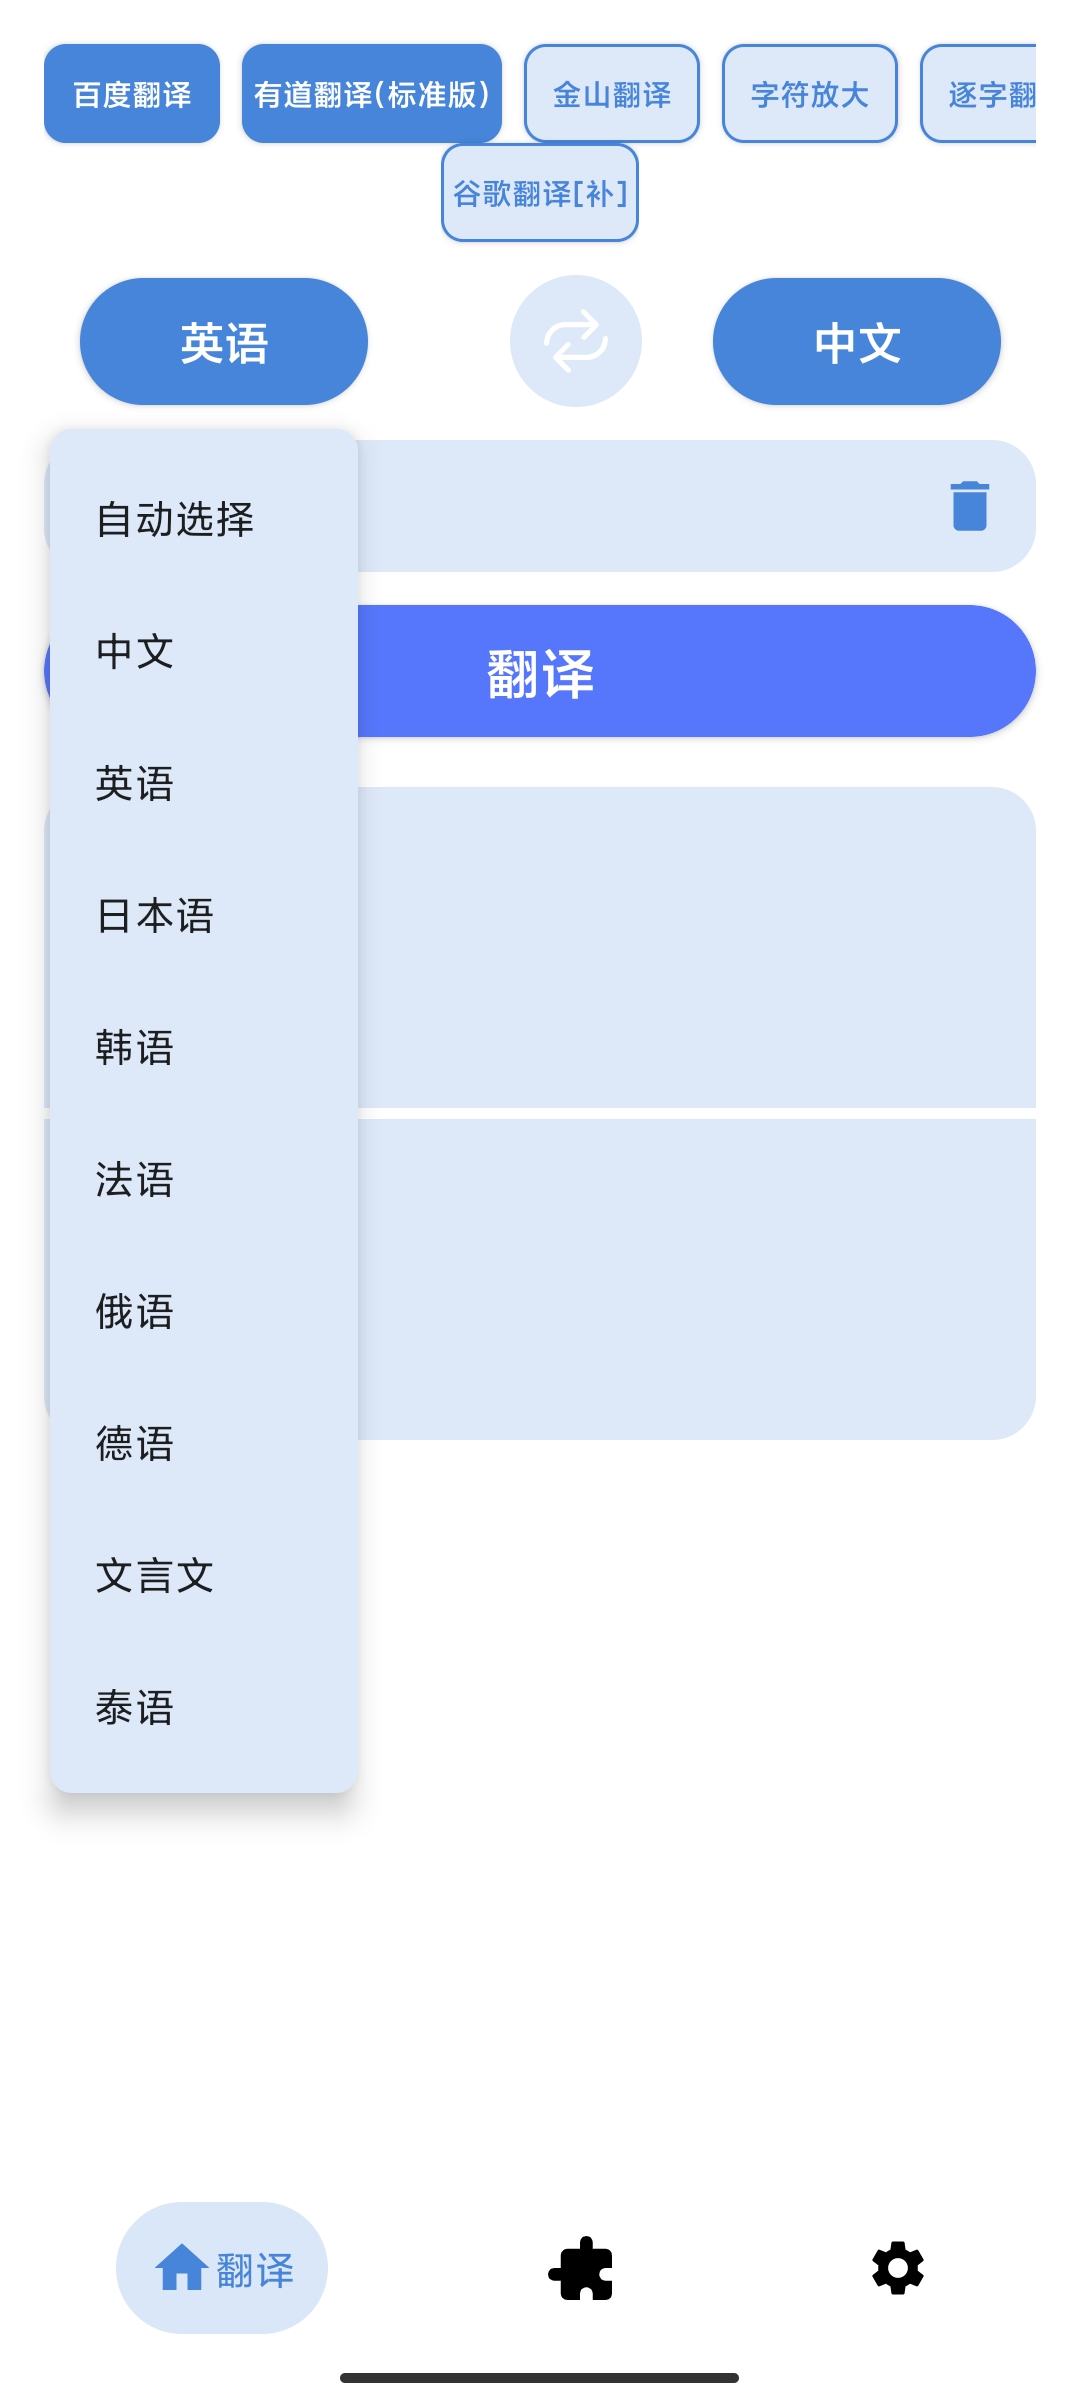 百度翻译 有道翻译(标准版) 金山翻译 字符放大 逐字翻
谷歌翻译[补]
英语 中文
自动选择
中文
翻译
英语
日本语
韩语
法语
俄语
德语
文言文
泰语
翻译